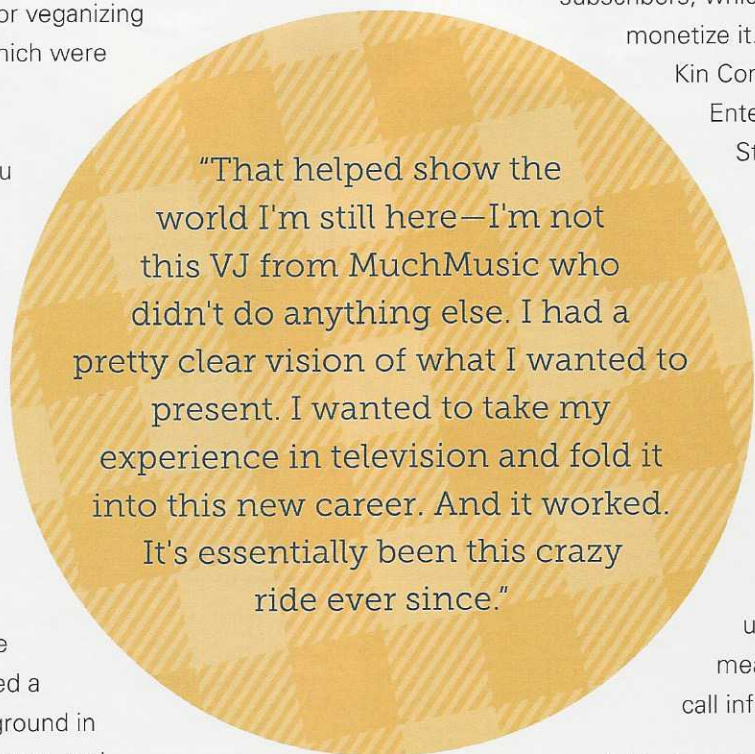 or veganizing
hich were
u
"That helped show the
world I'm still here—I'm not
this VJ from MuchMusic who
didn't do anything else. I had a
pretty clear vision of what I wanted to
present. I wanted to take my
experience in television and fold it
into this new career. And it worked.
It's essentially been this crazy
ride ever since."
e
ed a
ground in
subscribers,
monetize it.
Kin
Ente
St
u
mea
call inf